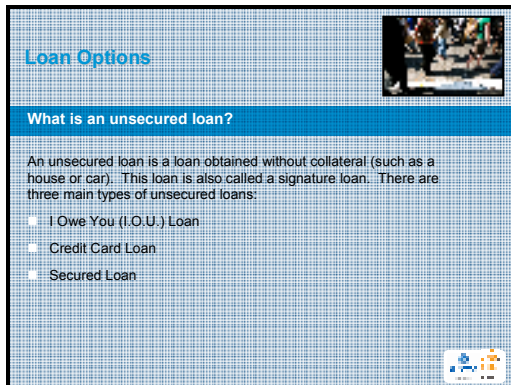 Loan Options
What is an unsecured loan?
An unsecured loan is a loan obtained without collateral (such as a
house or car). This loan is also called a signature loan. There are
three main types of unsecured loans:
I Owe You (I.O.U.) Loan
Credit Card Loan
Secured Loan